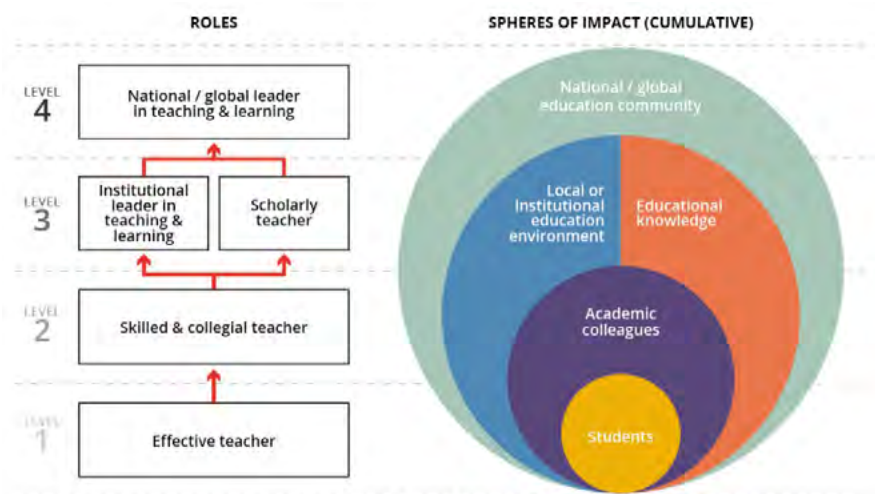 ROLES
SPHERES OF IMPACT (CUMULATIVE)
LEVEL
4
National / global leader
in teaching & learning
LEVEL
3
Institutional
leader in
teaching &
learning
Scholarly
teacher
LEVEL
2
Skilled & collegial teacher
LEVEL
1
Effective teacher
National / global
education community
Local or
institutional
education
environment
Educational
knowledge
Academic
colleagues
Students